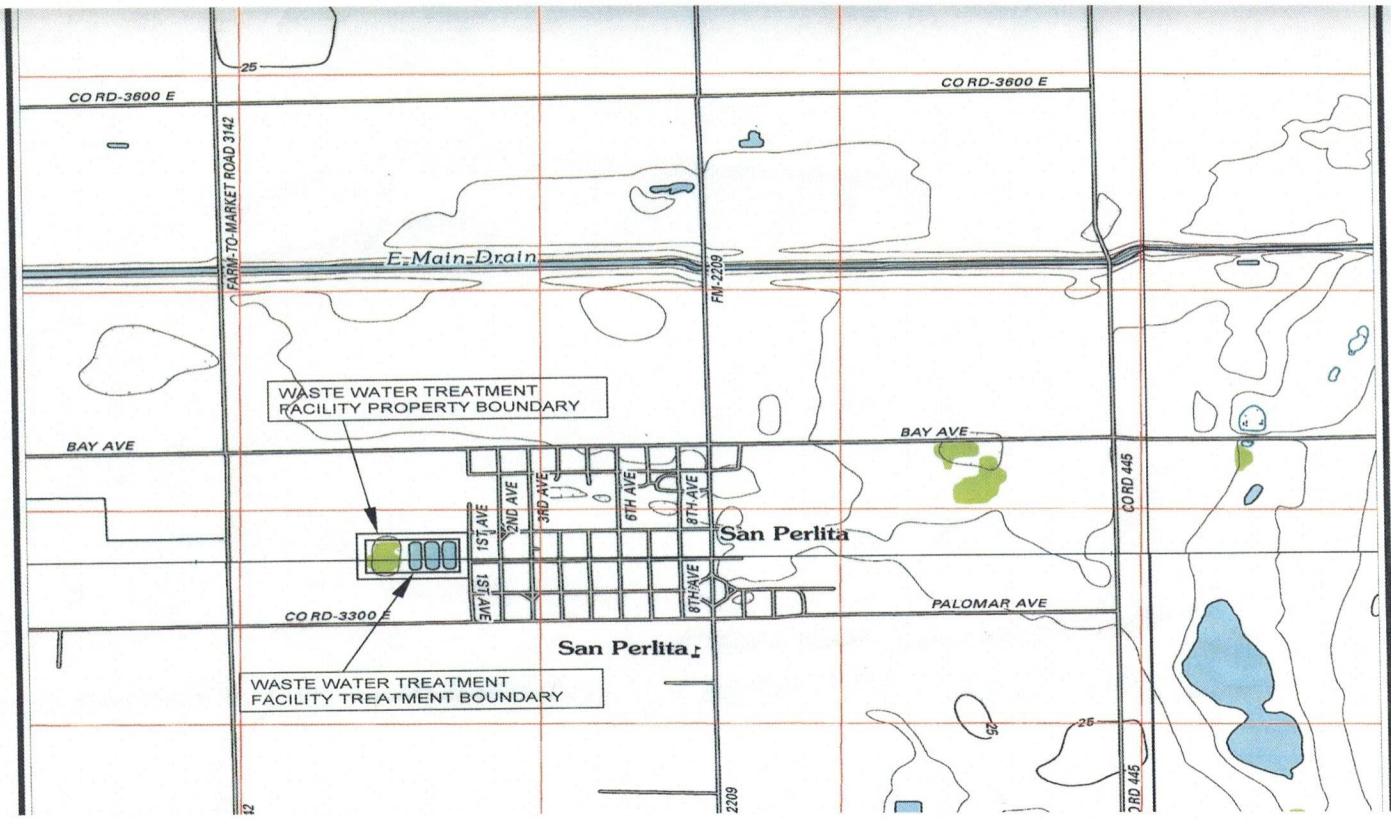 25
CO RD-3600 E
CO RD-3600 E
FARM-TO-MARKET ROAD 3142
E Main Drain
FM-2209
WASTE WATER TREATMENT
FACILITY PROPERTY BOUNDARY
BAY AVE
BAY AVE
CO RD 445
1ST AVE
2ND AVE
3RD AVE
6TH AVE
8TH AVE
San Perlita
1ST AVE
8TH AVE
CO RD-3300 E
PALOMAR AVE
San Perlita
WASTE WATER TREATMENT
FACILITY TREATMENT BOUNDARY
25
25
42
2209
RD 445